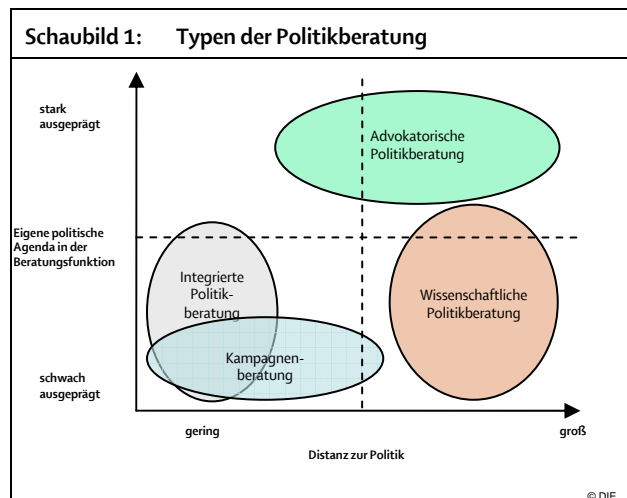 Schaubild 1: Typen der Politikberatung
stark
ausgeprägt
Advokatorische
Politikberatung
Eigene politische
Agenda in der
Beratungsfunktion
Integrierte
Politik-
beratung
Wissenschaftliche
Politikberatung
Kampagnen-
beratung
schwach
ausgeprägt
gering
groß
Distanz zur Politik
© DIE